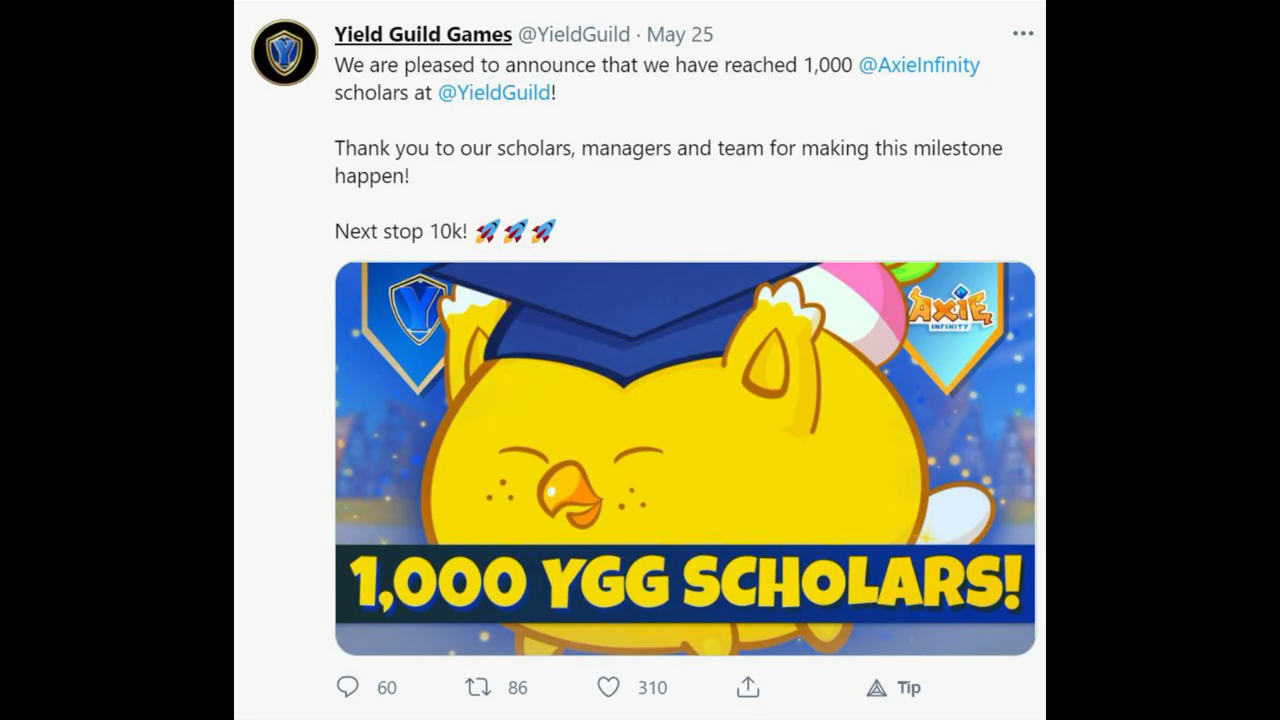 Yield Guild Games @YieldGuild · May 25
We are pleased to announce that we have reached 1,000 @AxieInfinity
scholars at @YieldGuild!
Thank you to our scholars, managers and team for making this milestone
happen!
Next stop 10k! 🚀🚀🚀
Y
AXIE
INFINITY
1,000 YGG SCHOLARS!
60 86 310 Tip